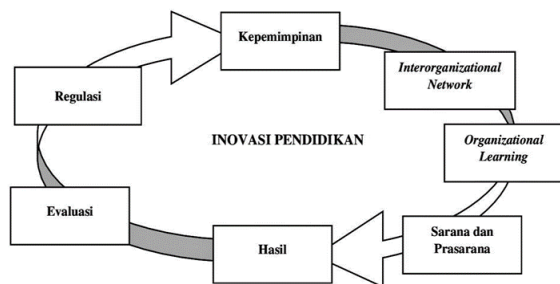 Kepemimpinan
Interorganizational
Network
Regulasi
INOVASI PENDIDIKAN
Organizational
Learning
Evaluasi
Sarana dan
Prasarana
Hasil